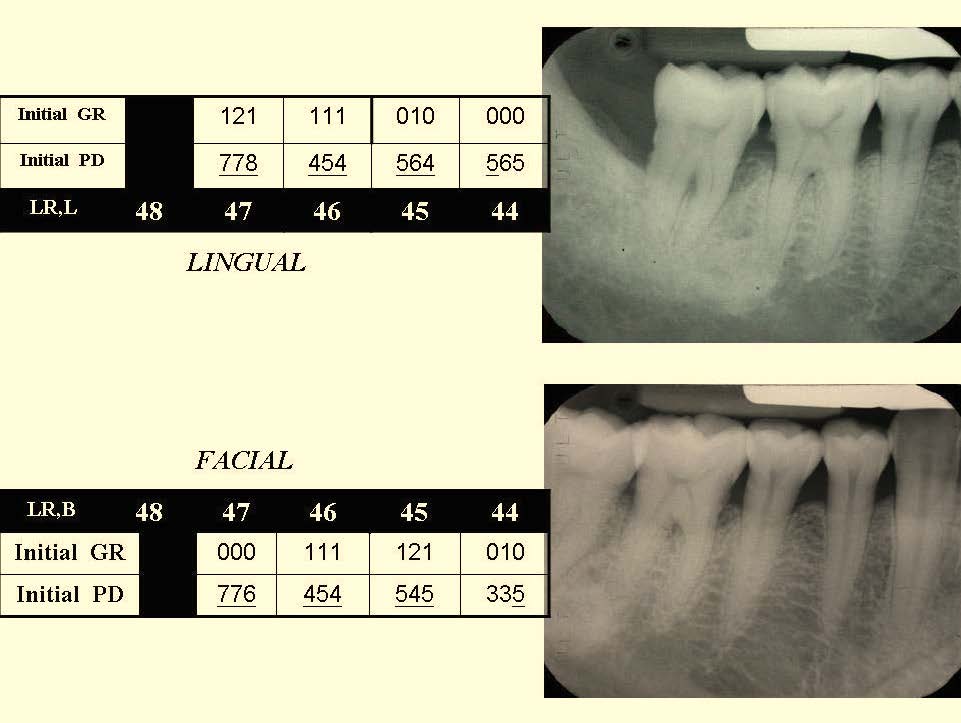 Initial GR 121 111 010 000
Initial PD 778 454 564 565
LR,L 48 47 46 45 44
LINGUAL
FACIAL
LR,B 48 47 46 45 44
Initial GR 000 111 121 010
Initial PD 776 454 545 335